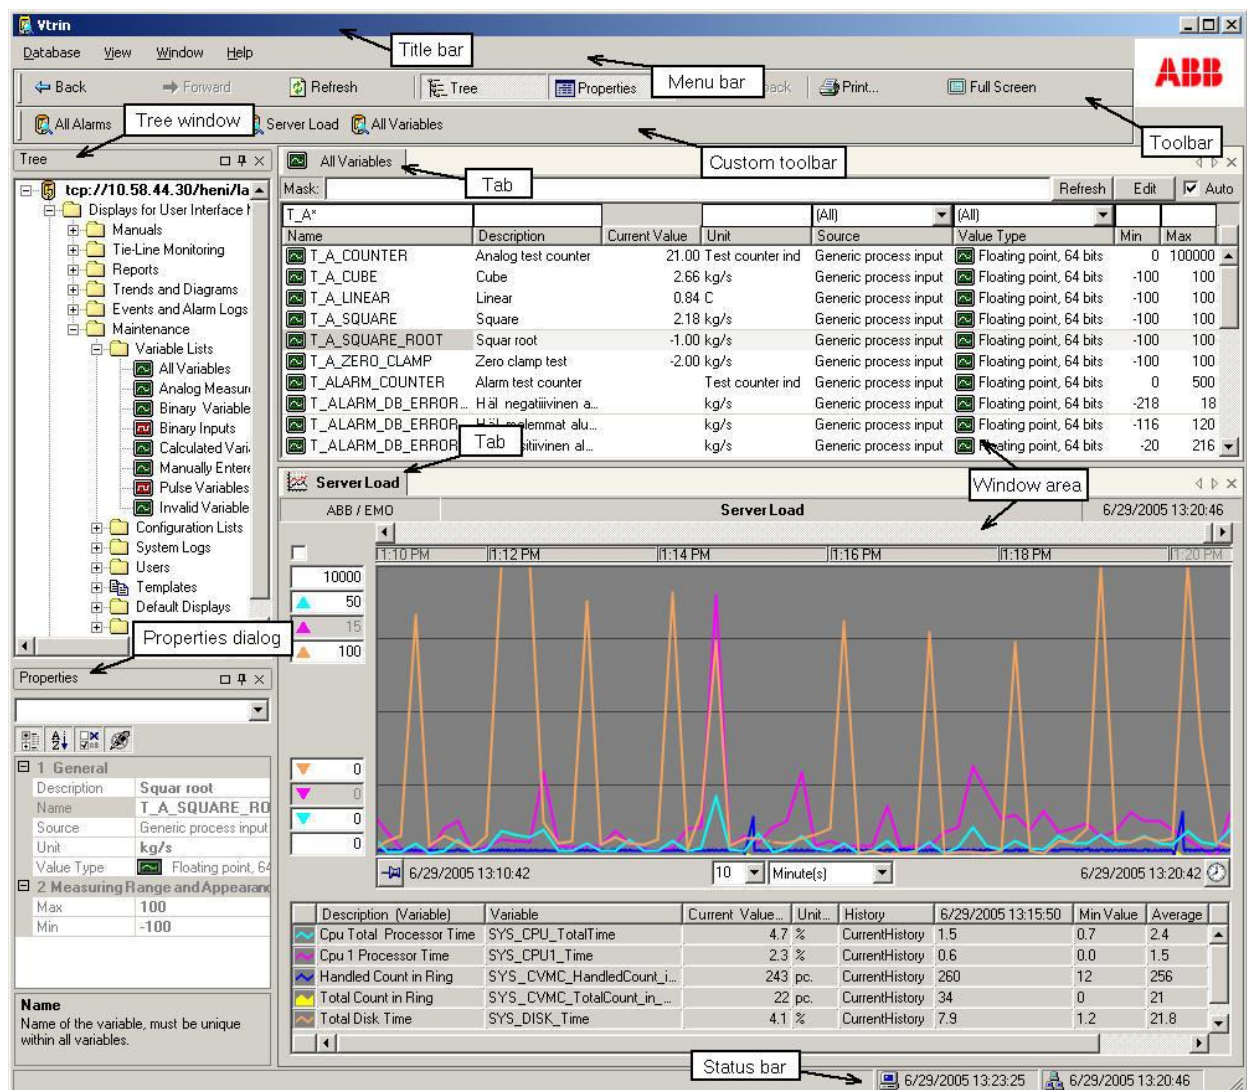 Vtrin
Title bar
Database View Window Help
Menu bar
ABB
Back Forward Refresh Tree Properties Print... Full Screen
All Alarms Tree window Server Load All Variables
Custom toolbar
Toolbar
Tree
All Variables
Tab
tcp://10.58.44.30/heni/la
Displays for User Interface
Manuals
Tie-Line Monitoring
Reports
Trends and Diagrams
Events and Alarm Logs
Maintenance
Variable Lists
All Variables
Analog Measur
Binary Variable
Binary Inputs
Calculated Vari
Manually Entere
Pulse Variables
Invalid Variable
Configuration Lists
System Logs
Users
Templates
Default Displays
Properties dialog
Mask: Refresh Edit Auto
T_A* (All) (All)
Name Description Current Value Unit Source Value Type Min Max
T_A_COUNTER Analog test counter 21.00 Test counter ind Generic process input Floating point, 64 bits 0 100000
T_A_CUBE Cube 2.66 kg/s Generic process input Floating point, 64 bits -100 100
T_A_LINEAR Linear 0.84 C Generic process input Floating point, 64 bits -100 100
T_A_SQUARE Square 2.18 kg/s Generic process input Floating point, 64 bits -100 100
T_A_SQUARE_ROOT Squar root -1.00 kg/s Generic process input Floating point, 64 bits -100 100
T_A_ZERO_CLAMP Zero clamp test -2.00 kg/s Generic process input Floating point, 64 bits -100 100
T_ALARM_COUNTER Alarm test counter Test counter ind Generic process input Floating point, 64 bits 0 500
T_ALARM_DB_ERROR... Häl negatiivinen a... kg/s Generic process input Floating point, 64 bits -218 18
T_ALARM_DB_ERROR molemmat alu... kg/s Generic process input Floating point, 64 bits -116 120
T_ALARM_DB_ERROR al... kg/s Generic process input Floating point, 64 bits -20 216
Tab
Window area
Server Load
ABB / EMO Server Load 6/29/2005 13:20:46
1:10 PM 1:12 PM 1:14 PM 1:16 PM 1:18 PM 1:20 PM
10000
50
15
100
0
0
0
0
6/29/2005 13:10:42 10 Minute(s) 6/29/2005 13:20:42
Description (Variable) Variable Current Value... Unit... History 6/29/2005 13:15:50 Min Value Average
Cpu Total Processor Time SYS_CPU_TotalTime 4.7 % CurrentHistory 1.5 0.7 2.4
Cpu 1 Processor Time SYS_CPU1_Time 2.3 % CurrentHistory 0.6 0.0 1.5
Handled Count in Ring SYS_CVMC_HandledCount_i... 243 pc. CurrentHistory 260 12 256
Total Count in Ring SYS_CVMC_TotalCount_in_... 22 pc. CurrentHistory 34 0 21
Total Disk Time SYS_DISK_Time 4.1 % CurrentHistory 7.9 1.2 21.8
Properties
1 General
Description Squar root
Name T_A_SQUARE_RO
Source Generic process input
Unit kg/s
Value Type Floating point, 64
2 Measuring Range and Appearanc
Max 100
Min -100
Name
Name of the variable, must be unique
within all variables.
Status bar
6/29/2005 13:23:25 6/29/2005 13:20:46